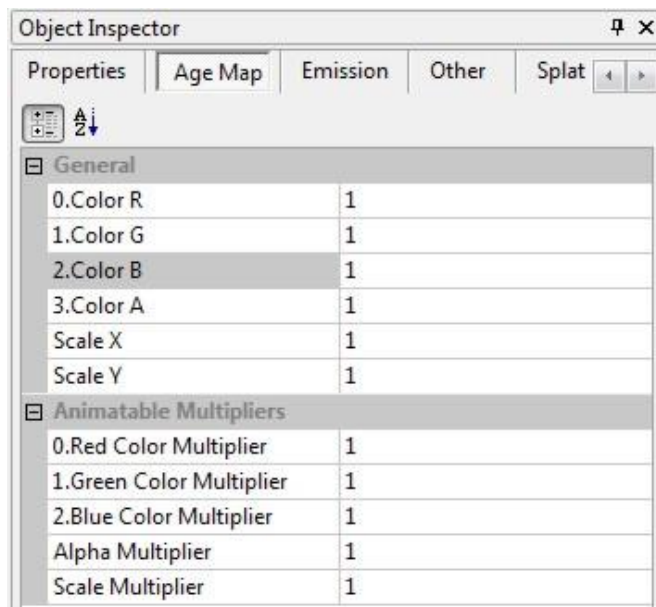 Object Inspector
Properties Age Map Emission Other Splat
General
0.Color R 1
1.Color G 1
2.Color B 1
3.Color A 1
Scale X 1
Scale Y 1
Animatable Multipliers
0.Red Color Multiplier 1
1.Green Color Multiplier 1
2.Blue Color Multiplier 1
Alpha Multiplier 1
Scale Multiplier 1